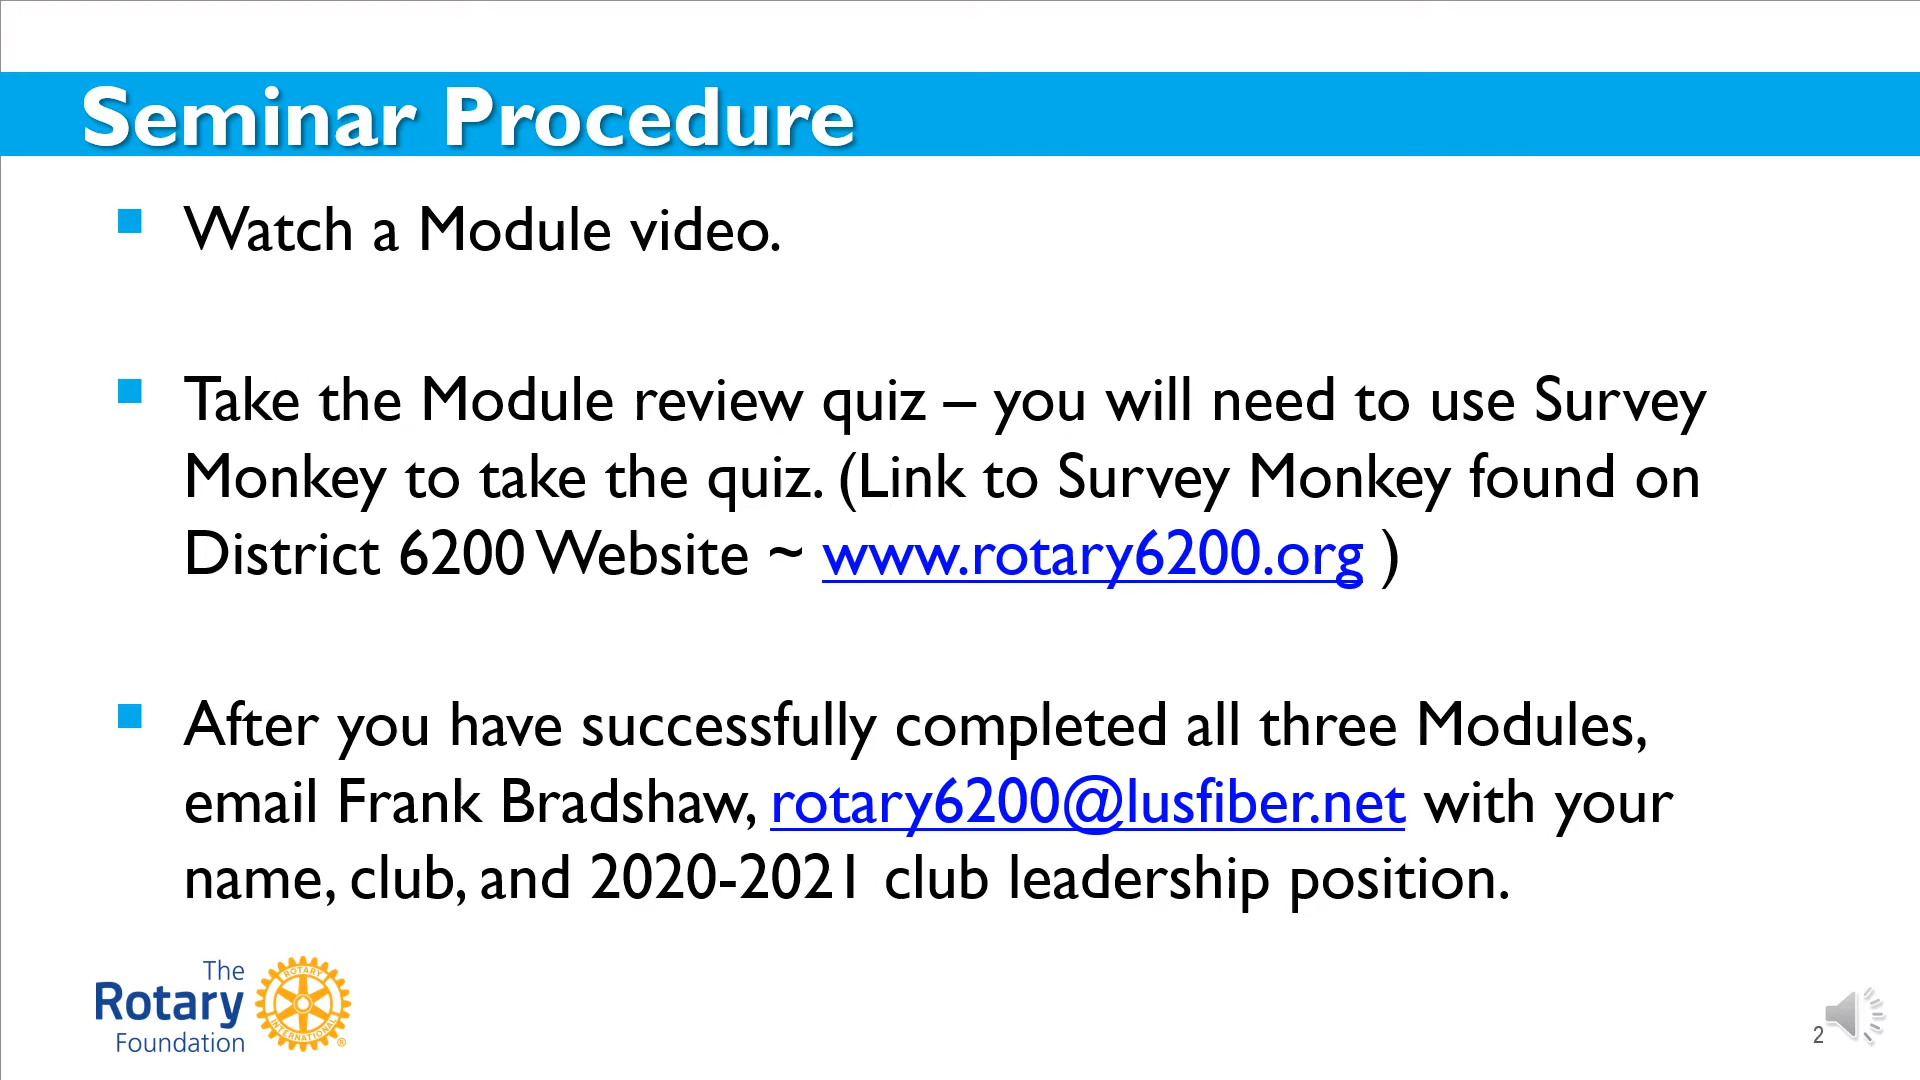 Seminar Procedure
Watch a Module video.
Take the Module review quiz – you will need to use Survey
Monkey to take the quiz. (Link to Survey Monkey found on
District 6200 Website ~ www.rotary6200.org )
After you have successfully completed all three Modules,
email Frank Bradshaw, rotary6200@lusfiber.net with your
name, club, and 2020-2021 club leadership position.
The
Rotary
Foundation
ROTARY
INTERNATIONAL
®
2